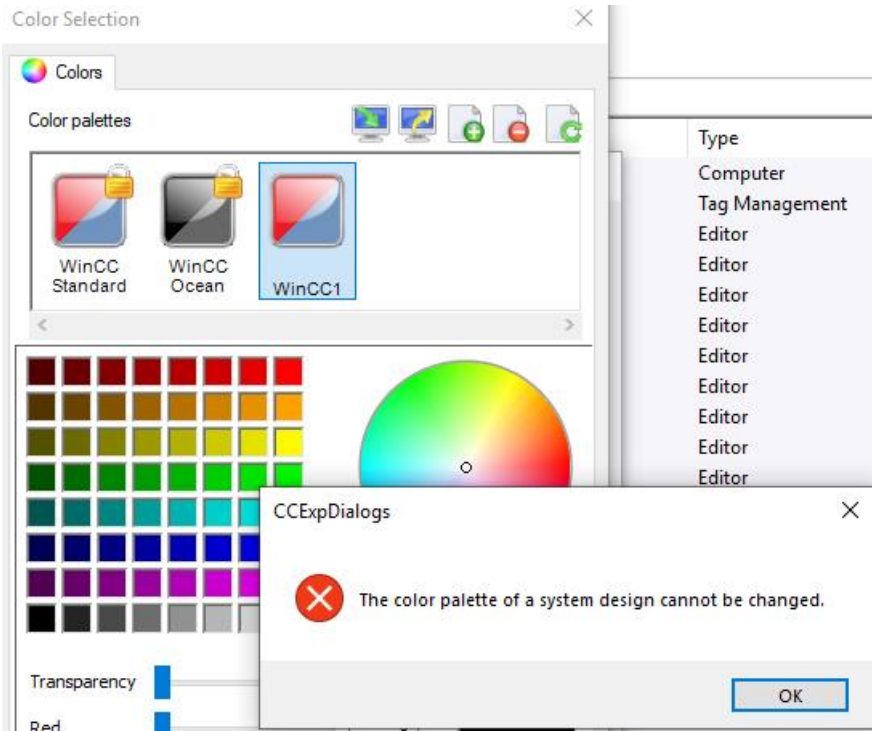 Color Selection
Colors
Color palettes
WinCC
Standard
WinCC
Ocean
WinCC1
Type
Computer
Tag Management
Editor
Editor
Editor
Editor
Editor
Editor
Editor
Editor
Editor
CCExpDialogs
The color palette of a system design cannot be changed.
OK
Transparency
Red